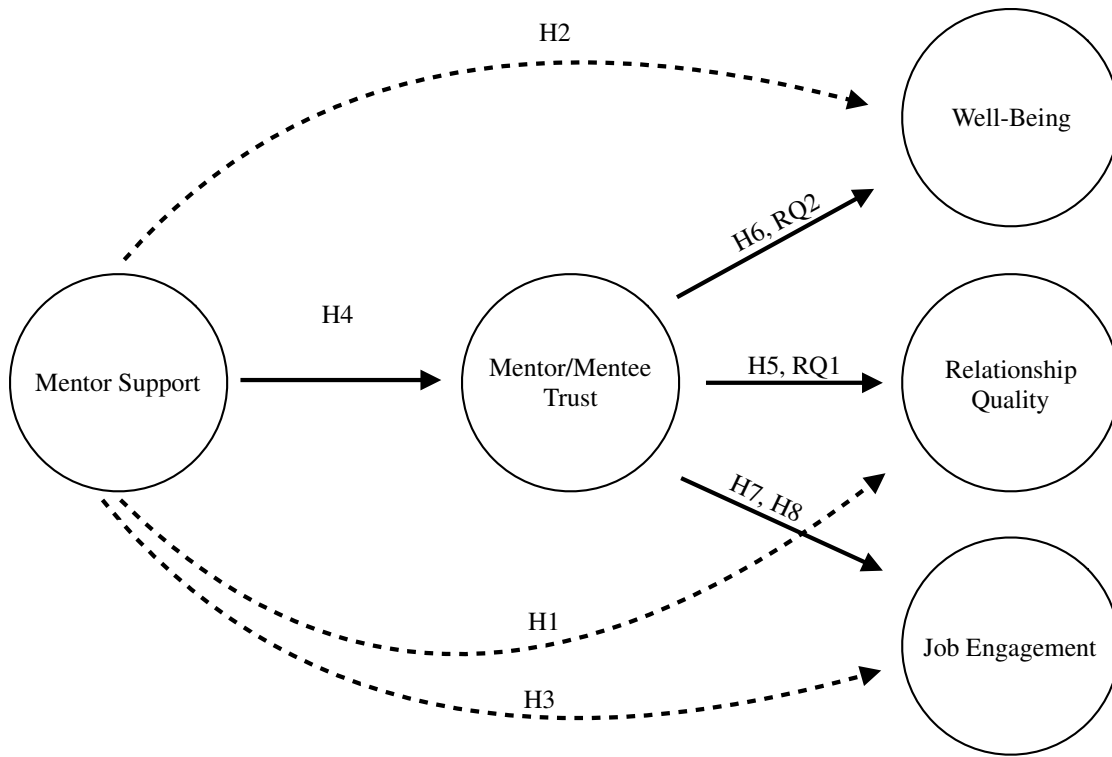 H2
Well-Being
H6, RQ2
H4
Mentor Support
Mentor/Mentee
Trust
H5, RQ1
Relationship
Quality
H7, H8
H1
Job Engagement
H3